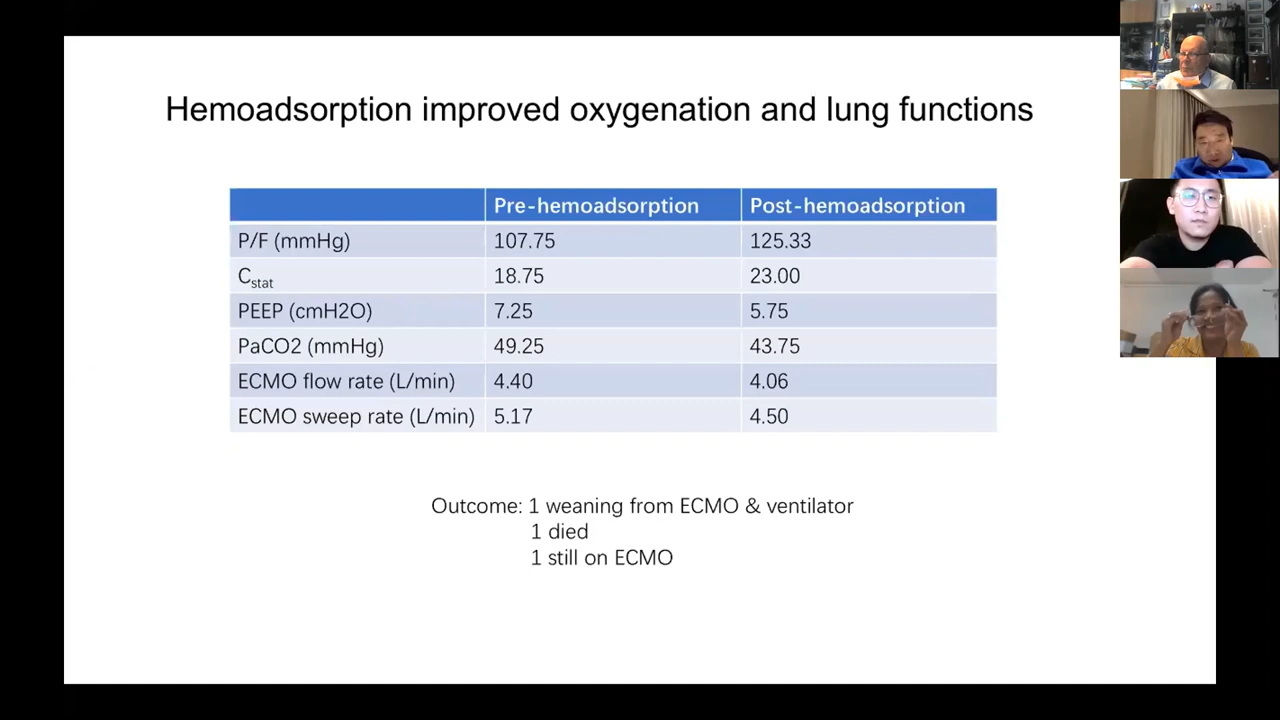 Hemoadsorption improved oxygenation and lung functions
Pre-hemoadsorption Post-hemoadsorption
P/F (mmHg) 107.75 125.33
Cstat 18.75 23.00
PEEP (cmH2O) 7.25 5.75
PaCO2 (mmHg) 49.25 43.75
ECMO flow rate (L/min) 4.40 4.06
ECMO sweep rate (L/min) 5.17 4.50
Outcome: 1 weaning from ECMO & ventilator
1 died
1 still on ECMO